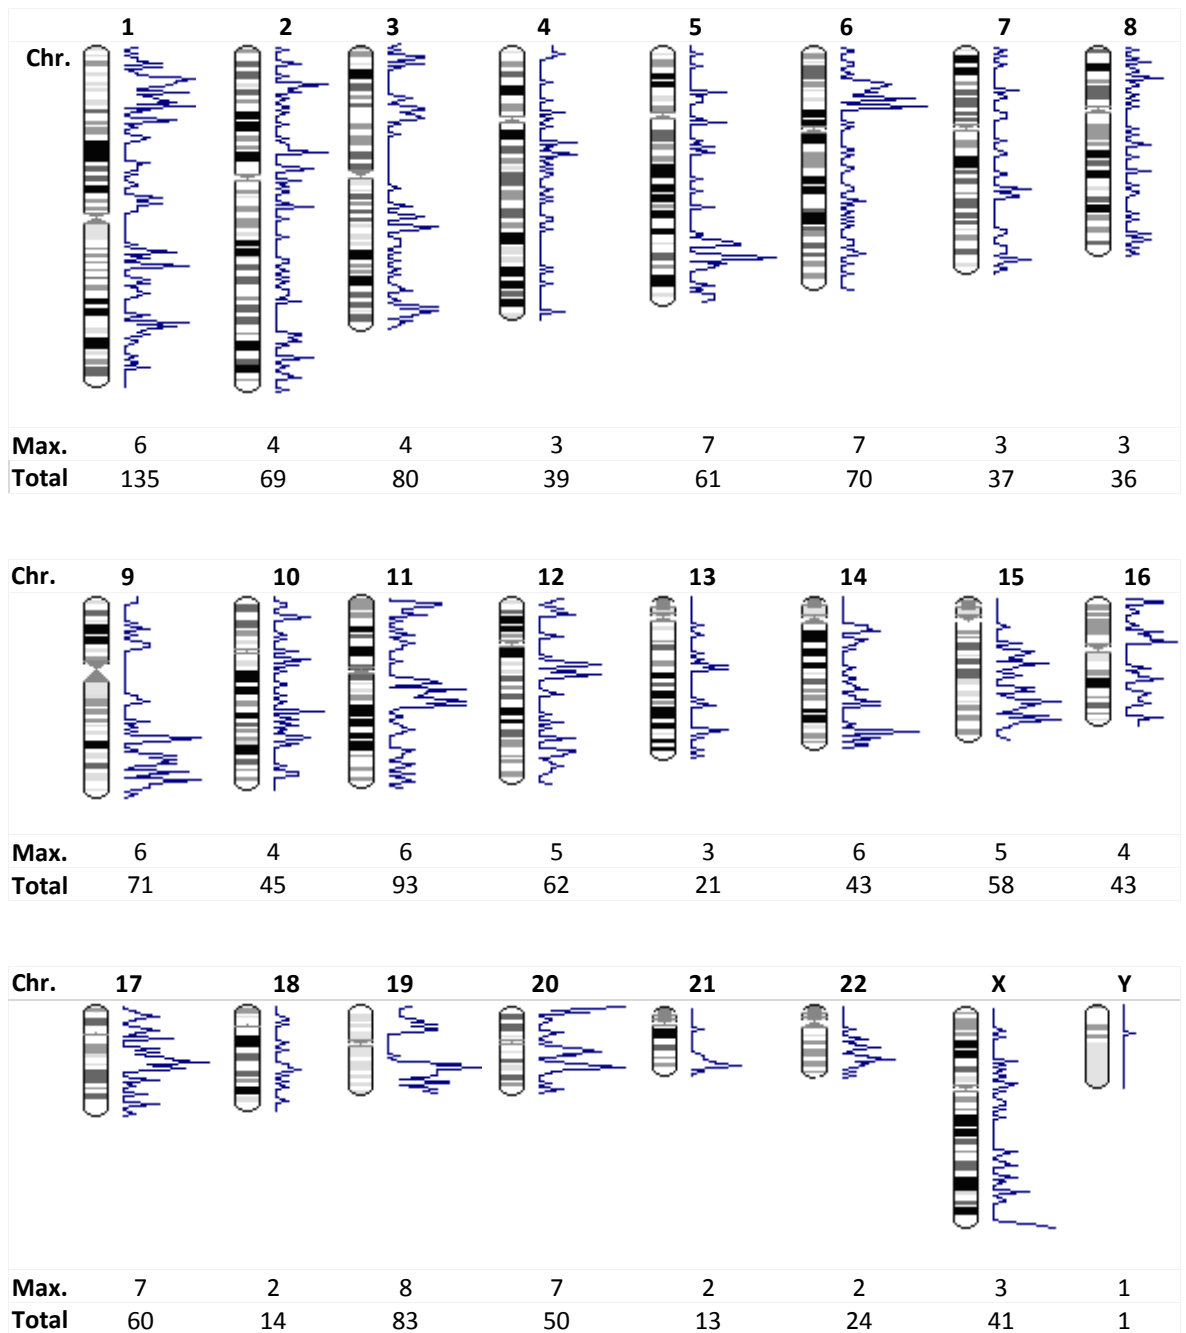 1 2 3 4 5 6 7 8
Chr.
Max. 6 4 4 3 7 7 3 3
Total 135 69 80 39 61 70 37 36
Chr. 9 10 11 12 13 14 15 16
Max. 6 4 6 5 3 6 5 4
Total 71 45 93 62 21 43 58 43
Chr. 17 18 19 20 21 22 X Y
Max. 7 2 8 7 2 2 3 1
Total 60 14 83 50 13 24 41 1